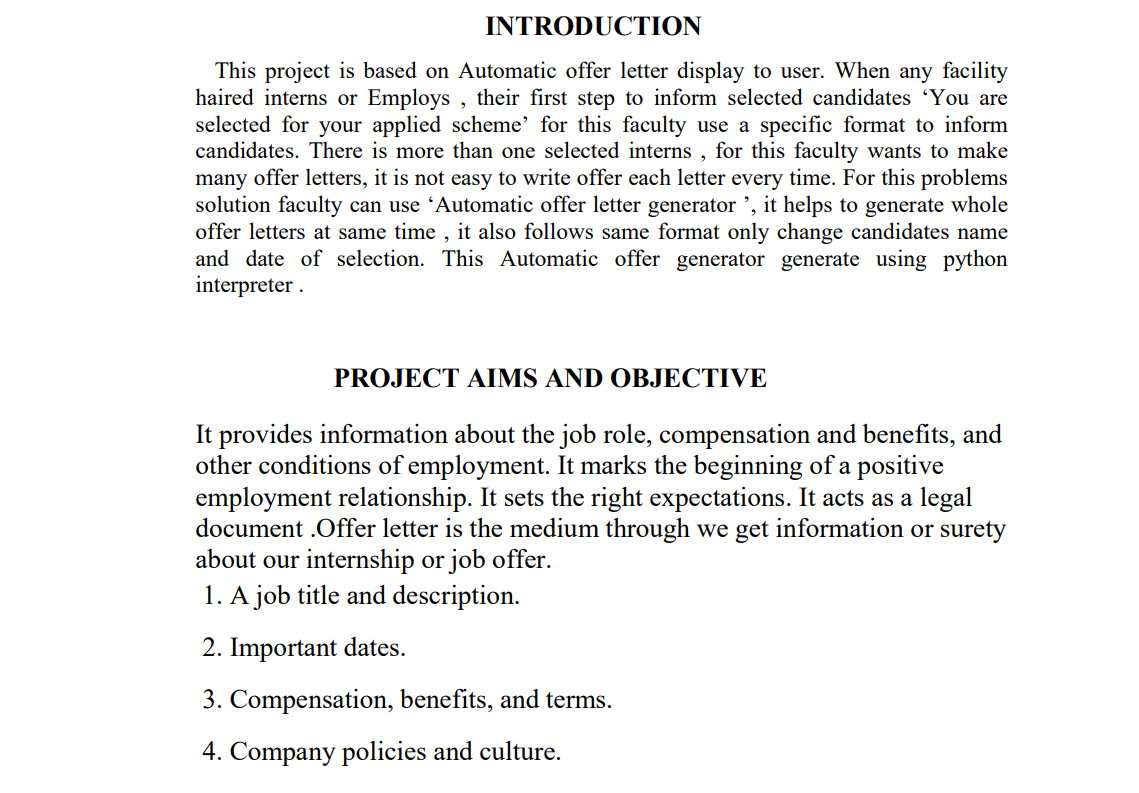 INTRODUCTION
This project is based on Automatic offer letter display to user. When any facility
haired interns or Employs , their first step to inform selected candidates ‘You are
selected for your applied scheme’ for this faculty use a specific format to inform
candidates. There is more than one selected interns , for this faculty wants to make
many offer letters, it is not easy to write offer each letter every time. For this problems
solution faculty can use ‘Automatic offer letter generator ’, it helps to generate whole
offer letters at same time , it also follows same format only change candidates name
and date of selection. This Automatic offer generator generate using python
interpreter .
PROJECT AIMS AND OBJECTIVE
It provides information about the job role, compensation and benefits, and
other conditions of employment. It marks the beginning of a positive
employment relationship. It sets the right expectations. It acts as a legal
document .Offer letter is the medium through we get information or surety
about our internship or job offer.
1. A job title and description.
2. Important dates.
3. Compensation, benefits, and terms.
4. Company policies and culture.